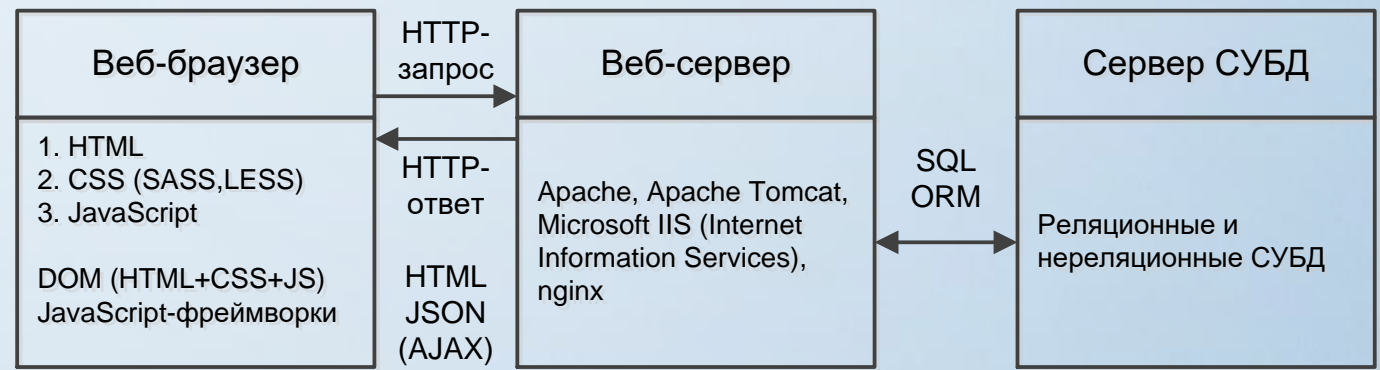 Веб-браузер
1. HTML
2. CSS (SASS,LESS)
3. JavaScript
DOM (HTML+CSS+JS)
JavaScript-фреймворки
HTTP-
запрос
HTTP-
ответ
HTML
JSON
(AJAX)
Веб-сервер
Apache, Apache Tomcat,
Microsoft IIS (Internet
Information Services),
nginx
SQL
ORM
Сервер СУБД
Реляционные и
нереляционные СУБД